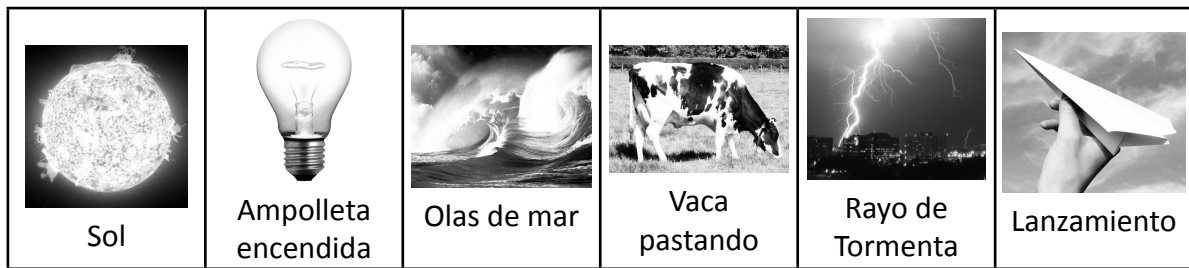 Sol
Ampolleta
encendida
Olas de mar
Vaca
pastando
Rayo de
Tormenta
Lanzamiento